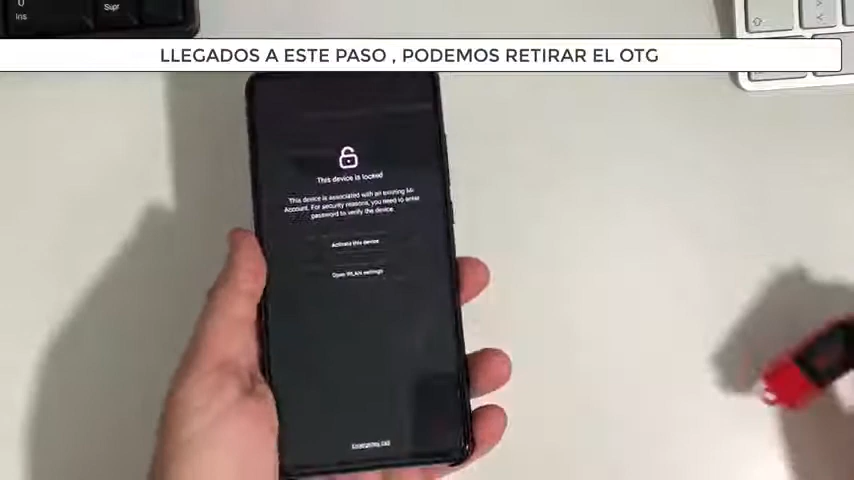 Ins
Supr
LLEGADOS A ESTE PASO , PODEMOS RETIRAR EL OTG
This device is locked
This device is associated with an existing Mi
Account. For security reasons, you need to enter
password to verify the device.
Activate this device
Open WLAN settings
Emergency call